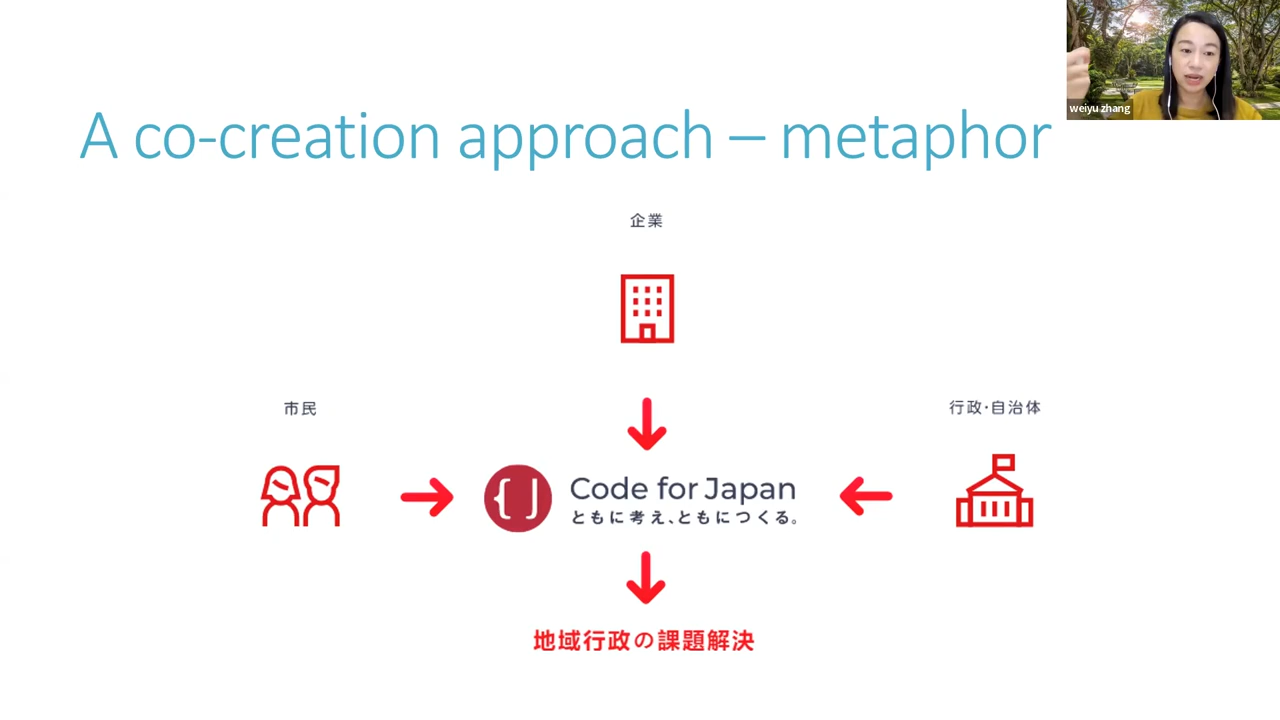 weiyu zhang
A co-creation approach – metaphor
企業
市民
行政・自治体
Code for Japan
ともに考え、ともにつくる。
地域行政の課題解決